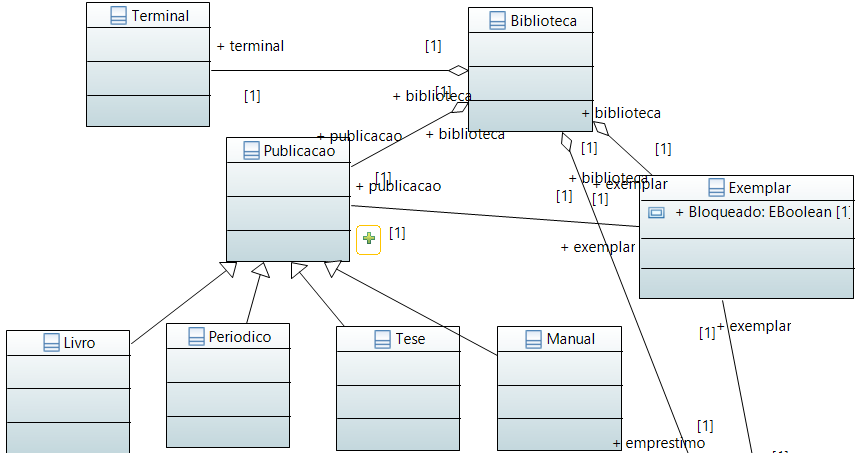 Terminal
Biblioteca
+ terminal
[1]
[1]
[1]
+ biblioteca
+ biblioteca
+ publicacao
+ biblioteca
Publicacao
[1]
[1]
[1]
+ publicacao
+ biblioteca
+ exemplar
Exemplar
[1]
[1]
+ Bloqueado: EBoolean [1]
[1]
+ exemplar
+ exemplar
[1]
Livro
Periodico
Tese
Manual
[1]
+ emprestimo
[1]